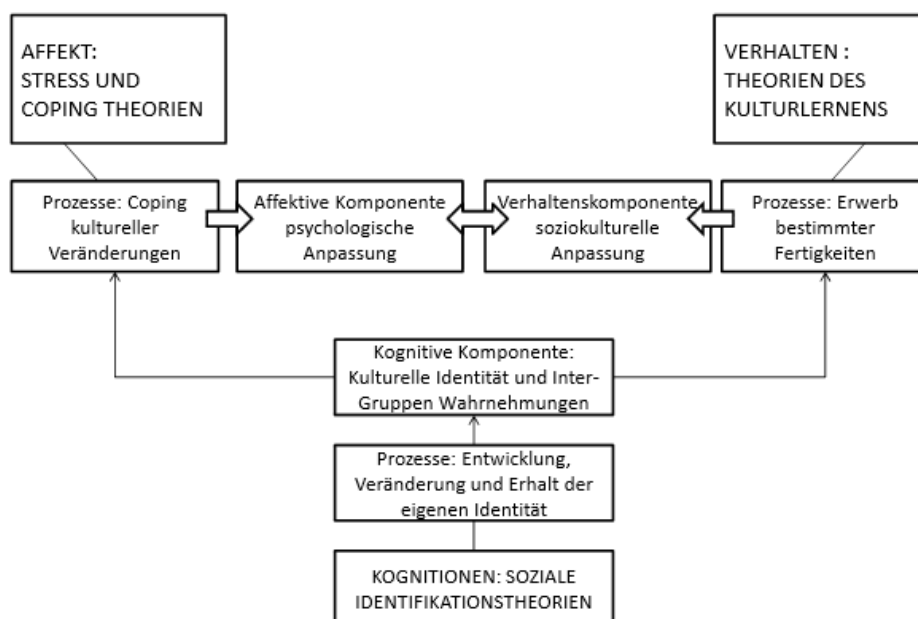 AFFEKT:
STRESS UND
COPING THEORIEN
VERHALTEN :
THEORIEN DES
KULTURLERNENS
Prozesse: Coping
kultureller
Veränderungen
Affektive Komponente
psychologische
Anpassung
Verhaltenskomponente
soziokulturelle
Anpassung
Prozesse: Erwerb
bestimmter
Fertigkeiten
Kognitive Komponente:
Kulturelle Identität und Inter-
Gruppen Wahrnehmungen
Prozesse: Entwicklung,
Veränderung und Erhalt der
eigenen Identität
KOGNITIONEN: SOZIALE
IDENTIFIKATIONSTHEORIEN